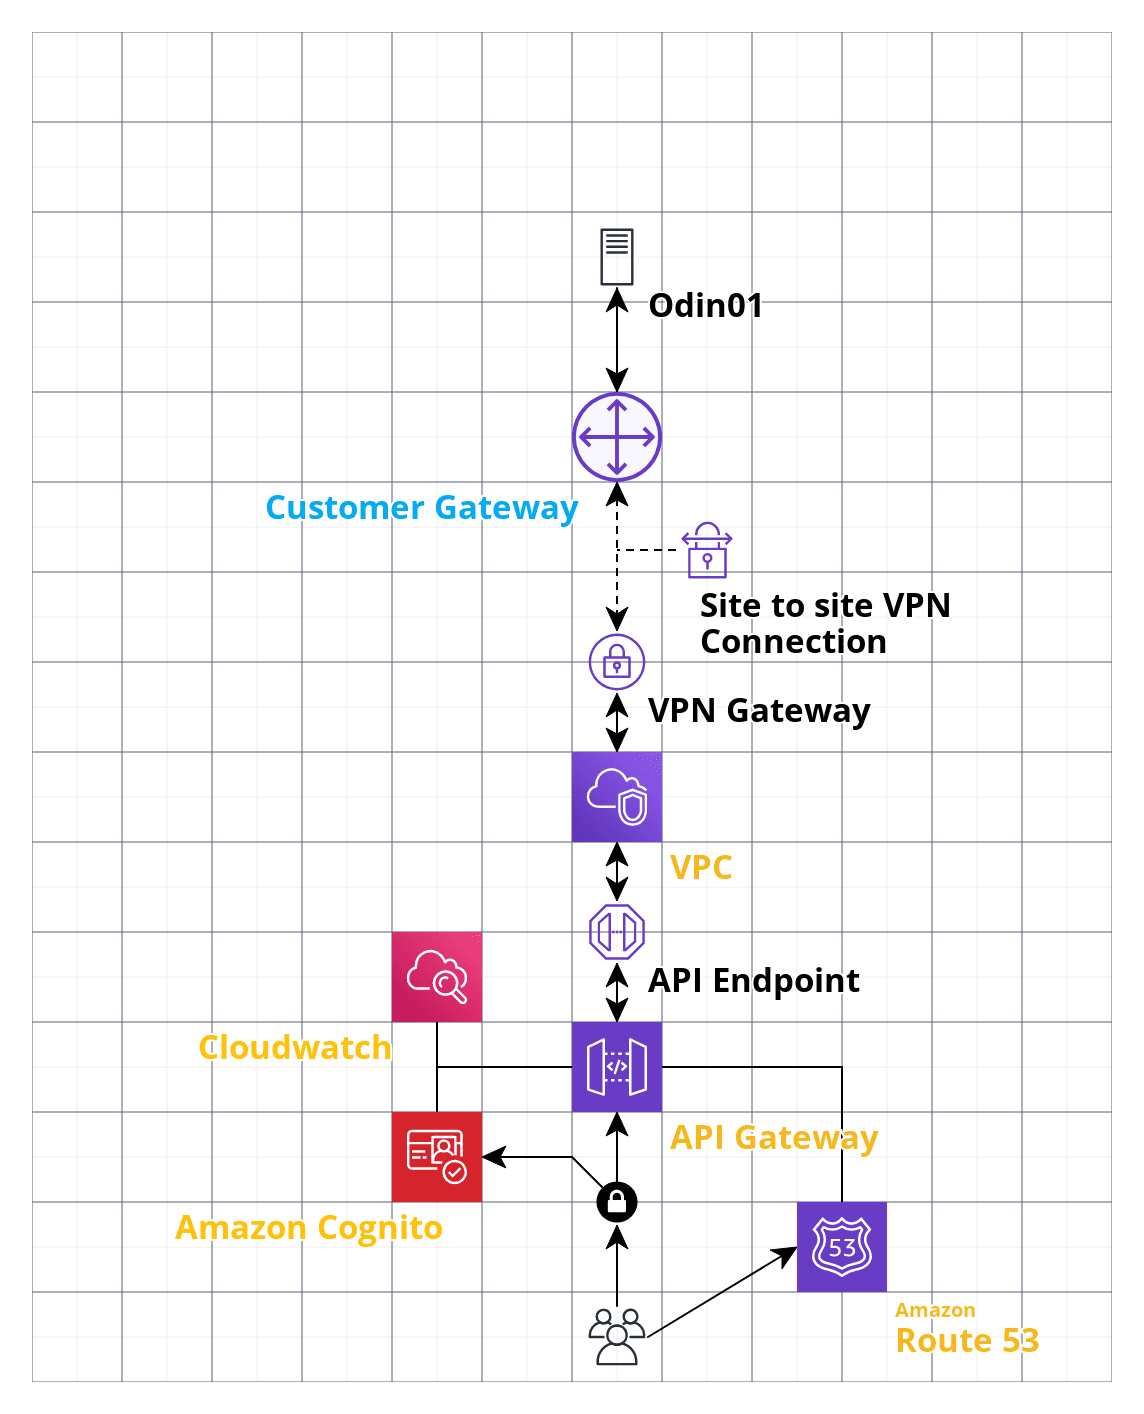 Odin01
Customer Gateway
Site to site VPN
Connection
VPN Gateway
VPC
API Endpoint
Cloudwatch
</>
API Gateway
Amazon Cognito
53
Amazon
Route 53